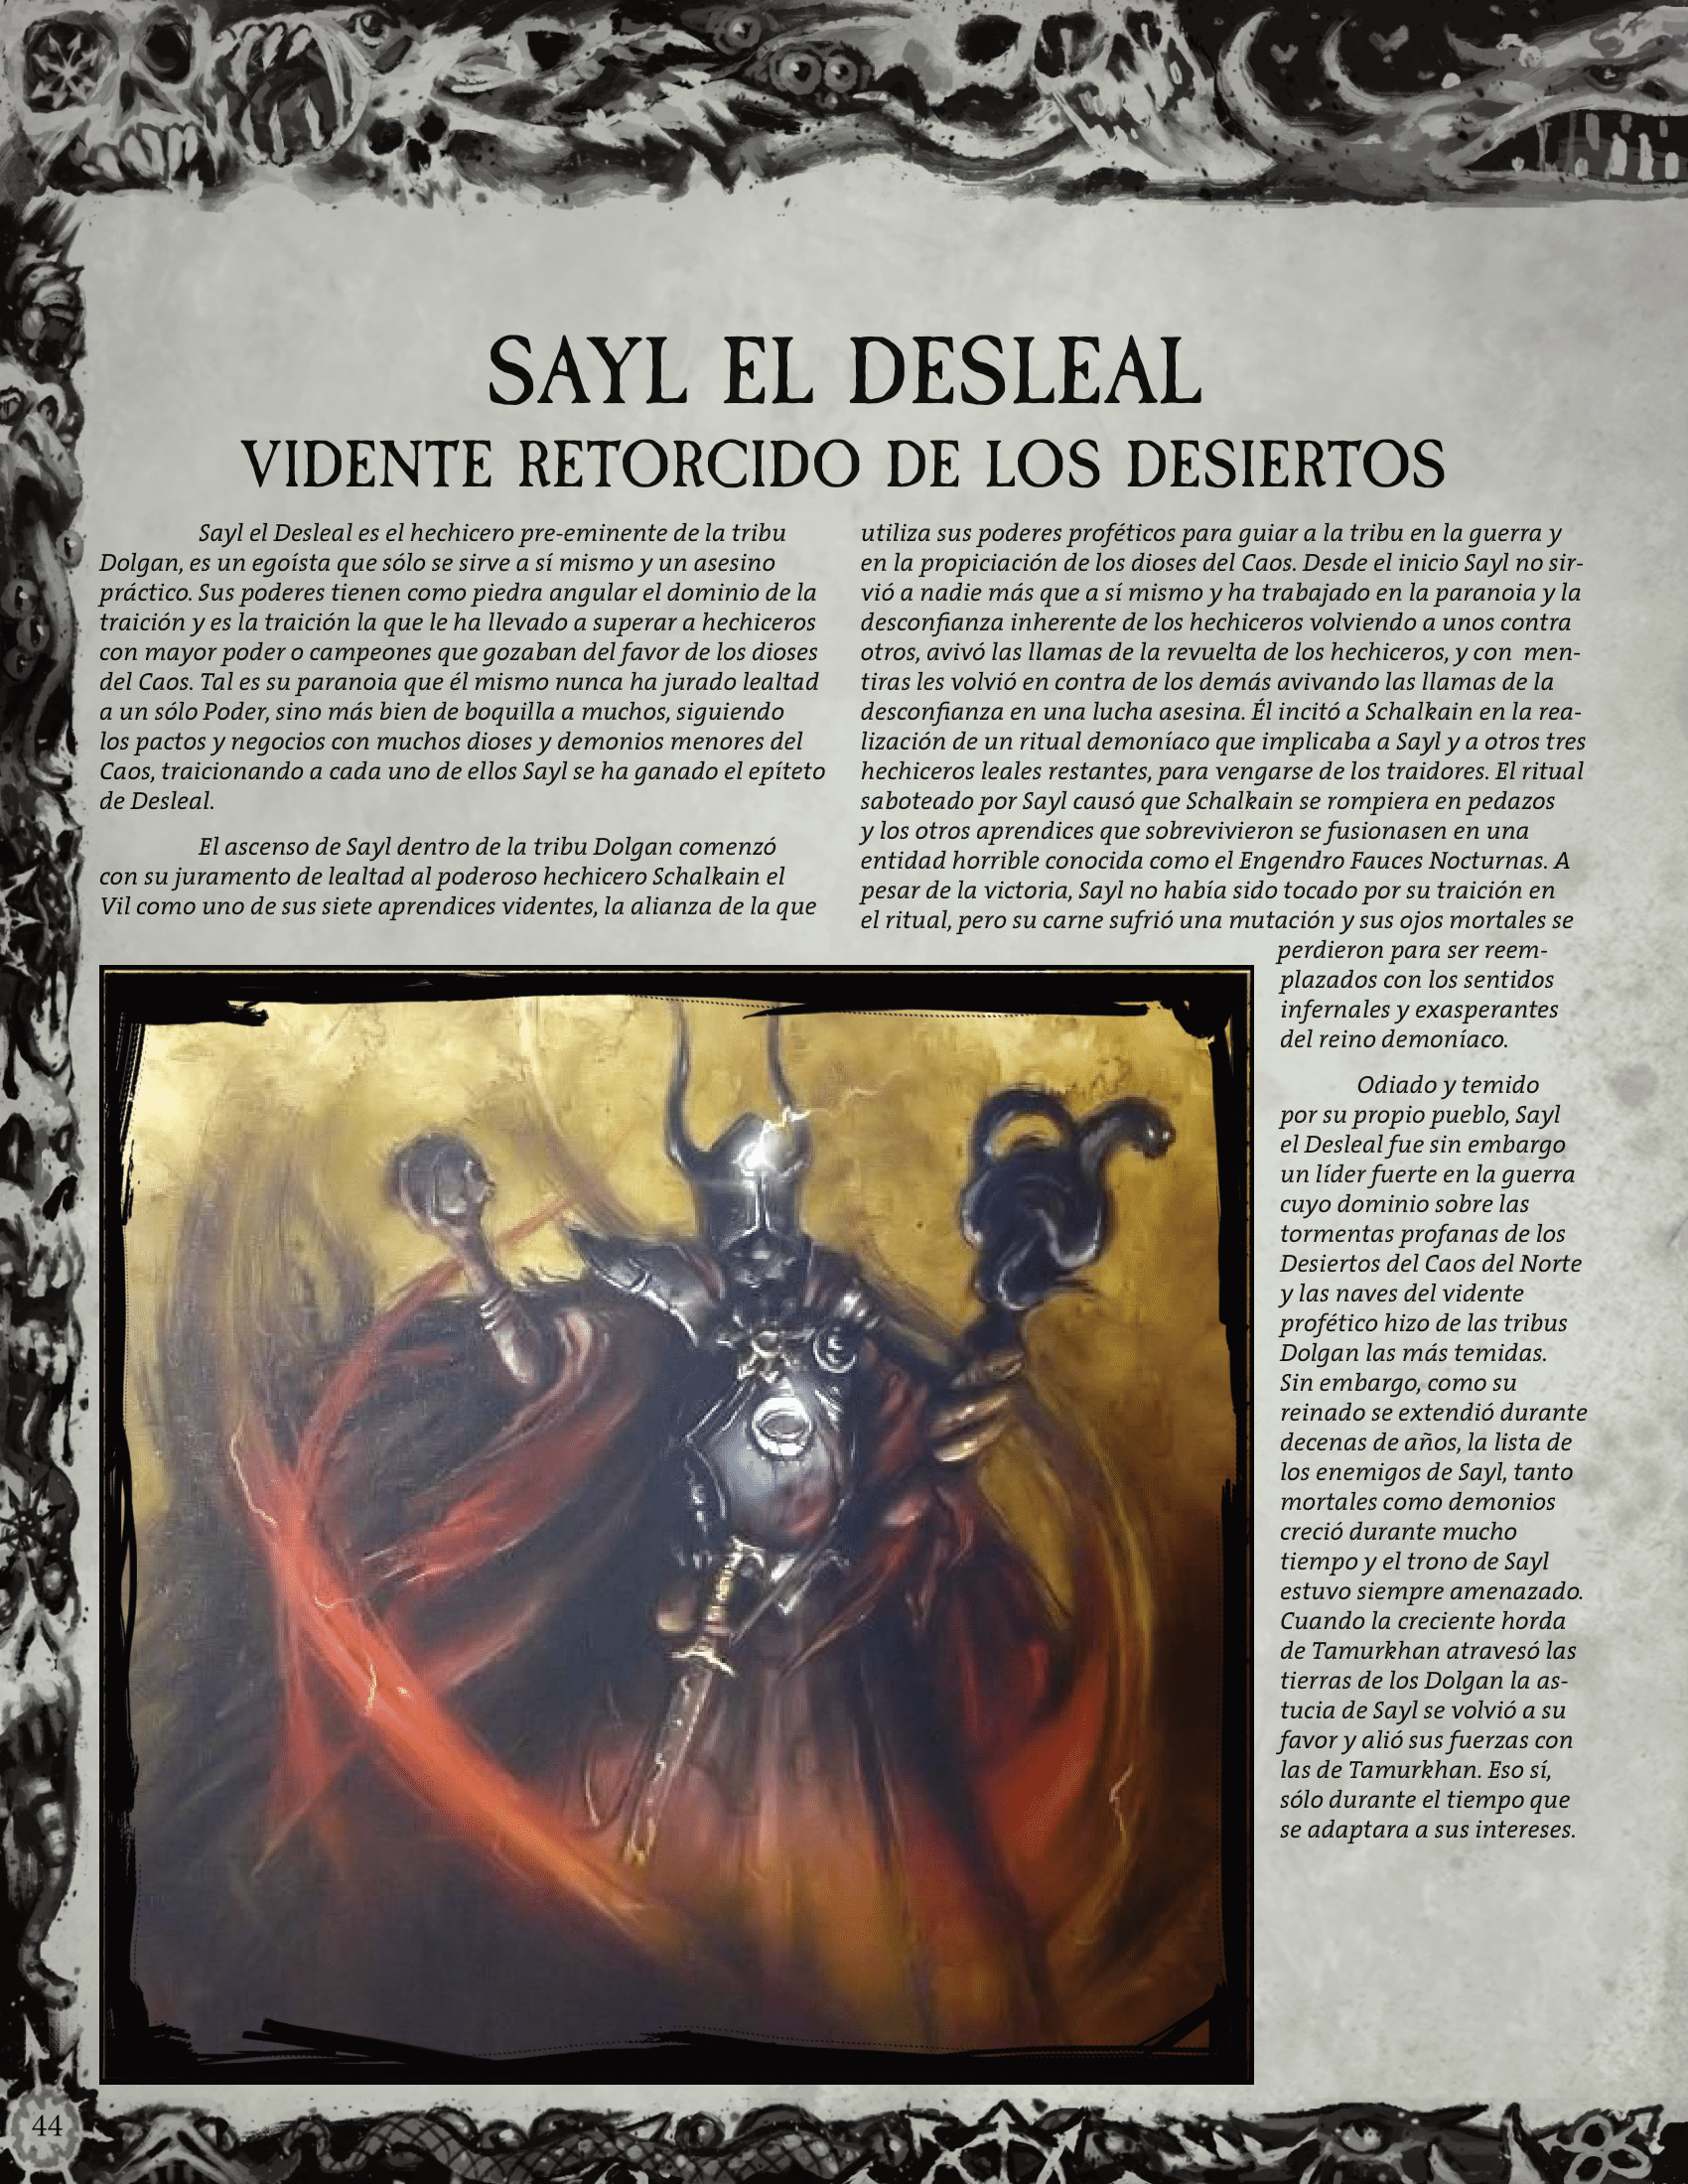 SAYL EL DESLEAL
VIDENTE RETORCIDO DE LOS DESIERTOS
Sayl el Desleal es el hechicero pre-eminente de la tribu
Dolgan, es un egoísta que sólo se sirve a sí mismo y un asesino
práctico. Sus poderes tienen como piedra angular el dominio de la
traición y es la traición la que le ha llevado a superar a hechiceros
con mayor poder o campeones que gozaban del favor de los dioses
del Caos. Tal es su paranoia que él mismo nunca ha jurado lealtad
a un sólo Poder, sino más bien de boquilla a muchos, siguiendo
los pactos y negocios con muchos dioses y demonios menores del
Caos, traicionando a cada uno de ellos Sayl se ha ganado el epíteto
de Desleal.
El ascenso de Sayl dentro de la tribu Dolgan comenzó
con su juramento de lealtad al poderoso hechicero Schalkain el
Vil como uno de sus siete aprendices videntes, la alianza de la que
utiliza sus poderes proféticos para guiar a la tribu en la guerra y
en la propiciación de los dioses del Caos. Desde el inicio Sayl no sir-
vió a nadie más que a sí mismo y ha trabajado en la paranoia y la
desconfianza inherente de los hechiceros volviendo a unos contra
otros, avivó las llamas de la revuelta de los hechiceros, y con men-
tiras les volvió en contra de los demás avivando las llamas de la
desconfianza en una lucha asesina. Él incitó a Schalkain en la rea-
lización de un ritual demoníaco que implicaba a Sayl y a otros tres
hechiceros leales restantes, para vengarse de los traidores. El ritual
saboteado por Sayl causó que Schalkain se rompiera en pedazos
y los otros aprendices que sobrevivieron se fusionasen en una
entidad horrible conocida como el Engendro Fauces Nocturnas. A
pesar de la victoria, Sayl no había sido tocado por su traición en
el ritual, pero su carne sufrió una mutación y sus ojos mortales se
perdieron para ser reem-
plazados con los sentidos
infernales y exasperantes
del reino demoníaco.
Odiado y temido
por su propio pueblo, Sayl
el Desleal fue sin embargo
un líder fuerte en la guerra
cuyo dominio sobre las
tormentas profanas de los
Desiertos del Caos del Norte
y las naves del vidente
profético hizo de las tribus
Dolgan las más temidas.
Sin embargo, como su
reinado se extendió durante
decenas de años, la lista de
los enemigos de Sayl, tanto
mortales como demonios
creció durante mucho
tiempo y el trono de Sayl
estuvo siempre amenazado.
Cuando la creciente horda
de Tamurkhan atravesó las
tierras de los Dolgan la as-
tucia de Sayl se volvió a su
favor y alió sus fuerzas con
las de Tamurkhan. Eso sí,
sólo durante el tiempo que
se adaptara a sus intereses.
44